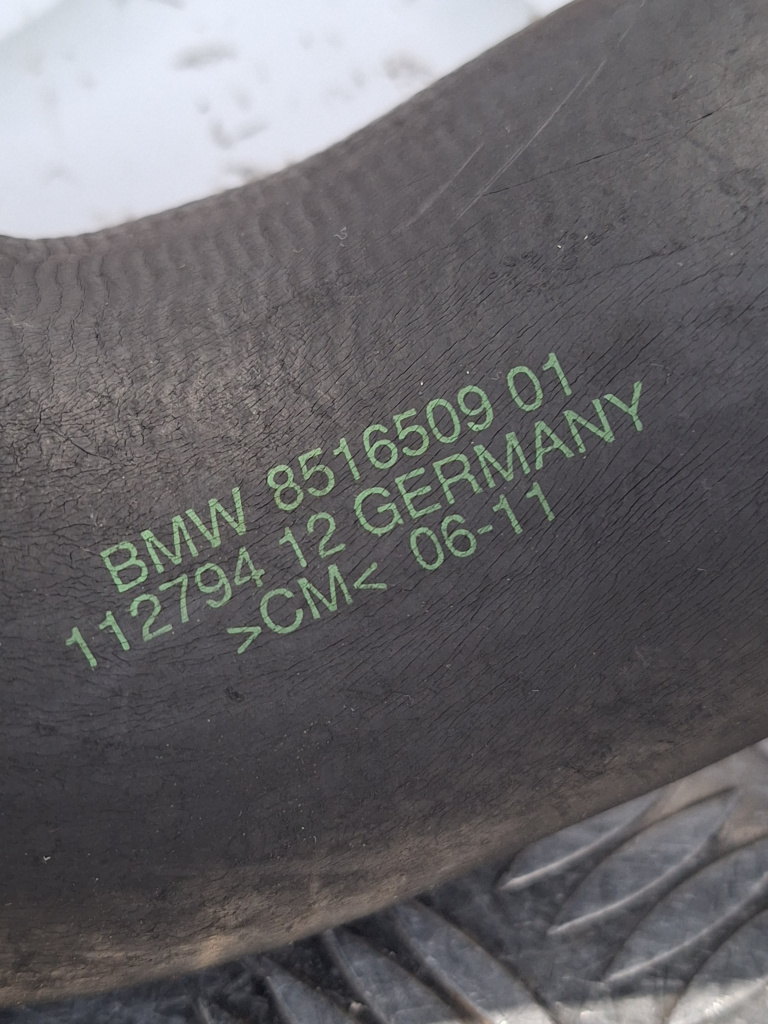 BMW 8516509 01
112794 12 GERMANY
>CM< 06-11